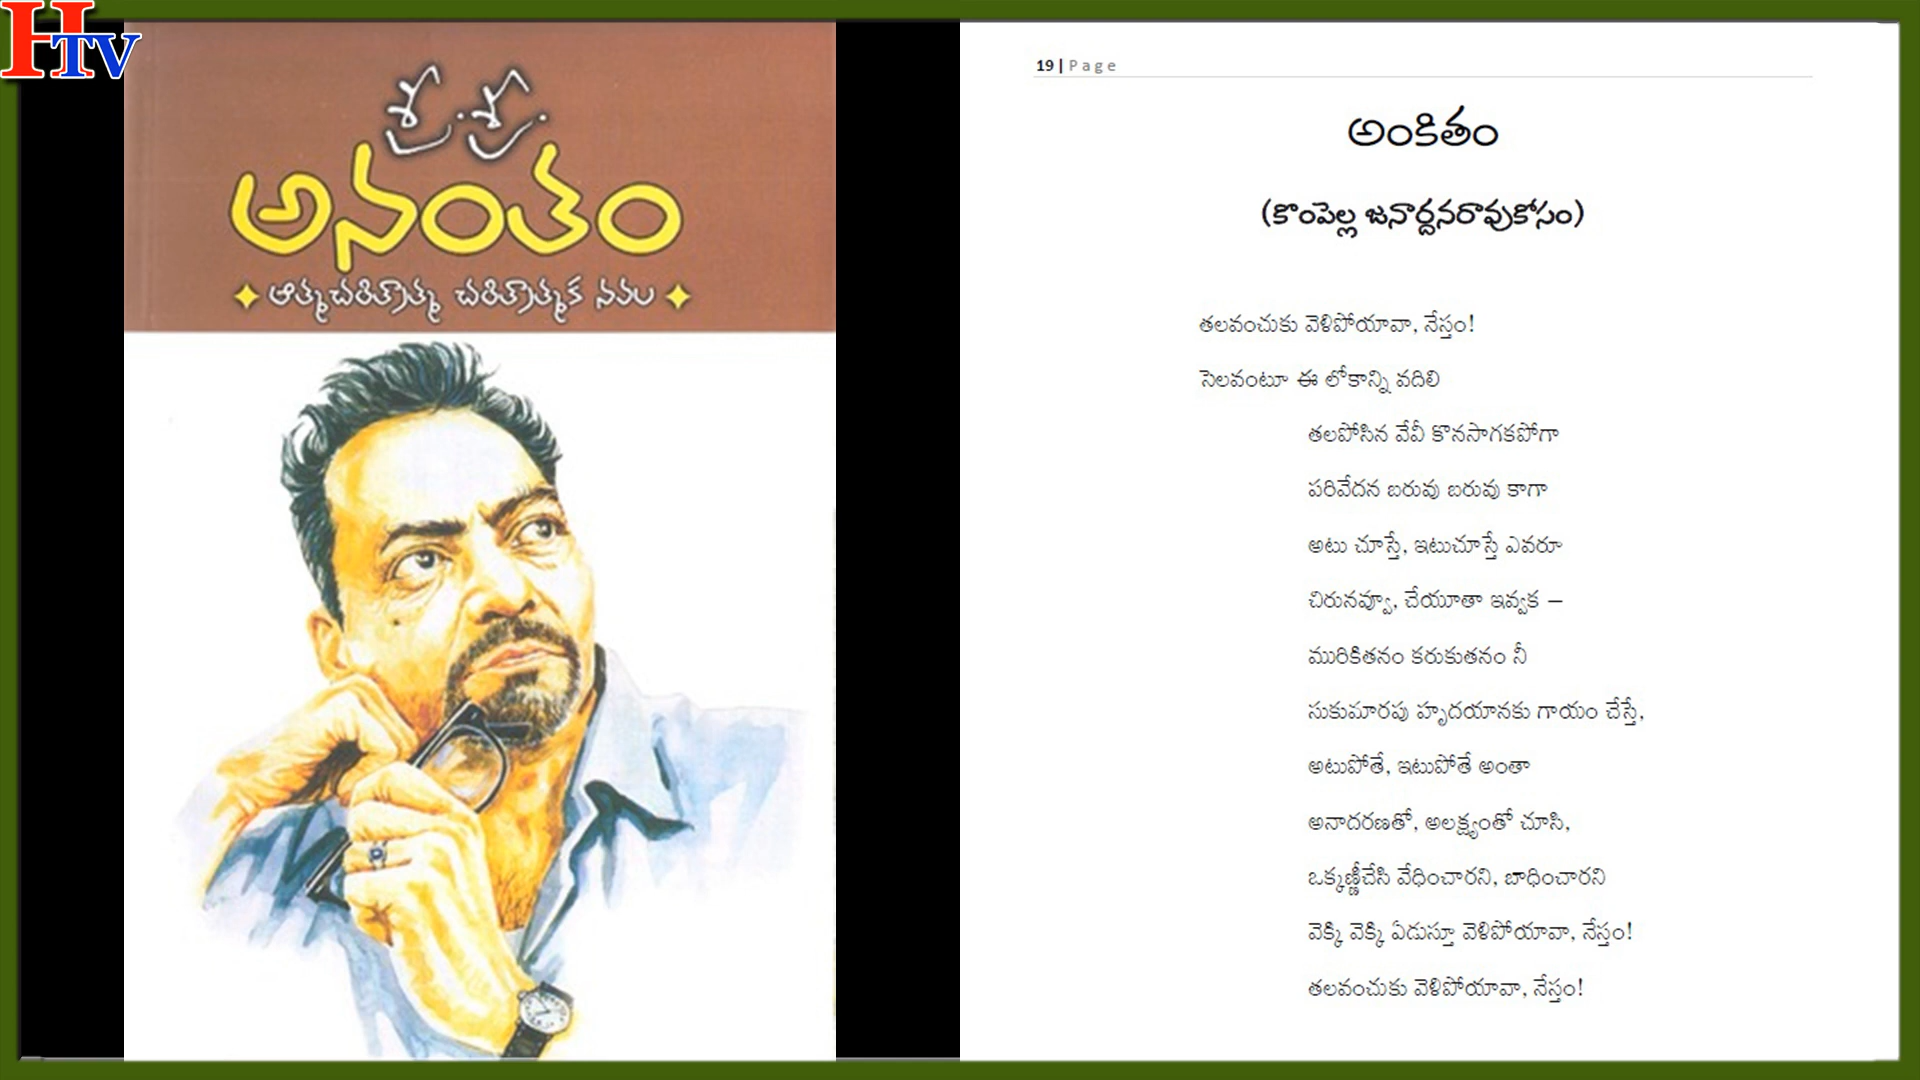 HTV
శ్రీ.శ్రీ.
అనంతం
ఆత్మచరిత్రాత్మ చరిత్రాత్మక నవల
19 | Page
అంకితం
(కొంపెల్ల జనార్దనరావుకోసం)
తలవంచుకు వెళిపోయావా, నేస్తం!
సెలవంటూ ఈ లోకాన్ని వదిలి
తలపోసిన వేవీ కొనసాగకపోగా
పరివేదన బరువు బరువు కాగా
అటు చూస్తే, ఇటుచూస్తే ఎవరూ
చిరునవ్వూ, చేయూతా ఇవ్వక –
మురికితనం కరుకుతనం నీ
సుకుమారపు హృదయానకు గాయం చేస్తే,
అటుపోతే, ఇటుపోతే అంతా
అనాదరణతో, అలక్ష్యంతో చూసి,
ఒక్కణ్ణీచేసి వేధించారని, బాధించారని
వెక్కి వెక్కి ఏడుస్తూ వెళిపోయావా, నేస్తం!
తలవంచుకు వెళిపోయావా, నేస్తం!